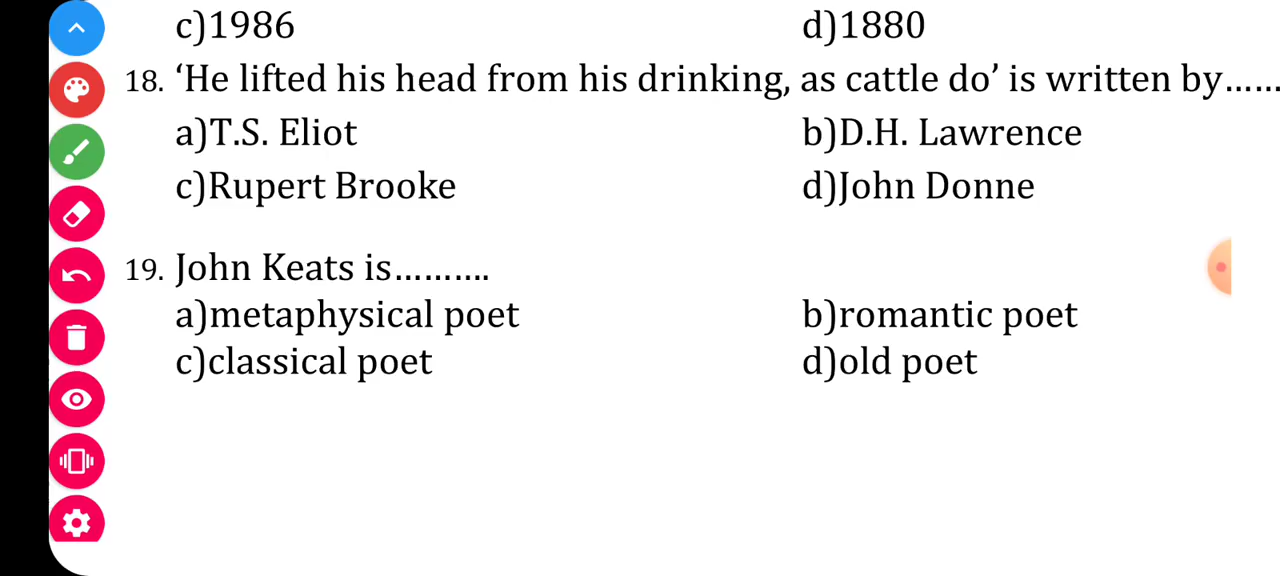 c)1986 d)1880
18. ‘He lifted his head from his drinking, as cattle do’ is written by......
a)T.S. Eliot b)D.H. Lawrence
c)Rupert Brooke d)John Donne
19. John Keats is..........
a)metaphysical poet b)romantic poet
c)classical poet d)old poet